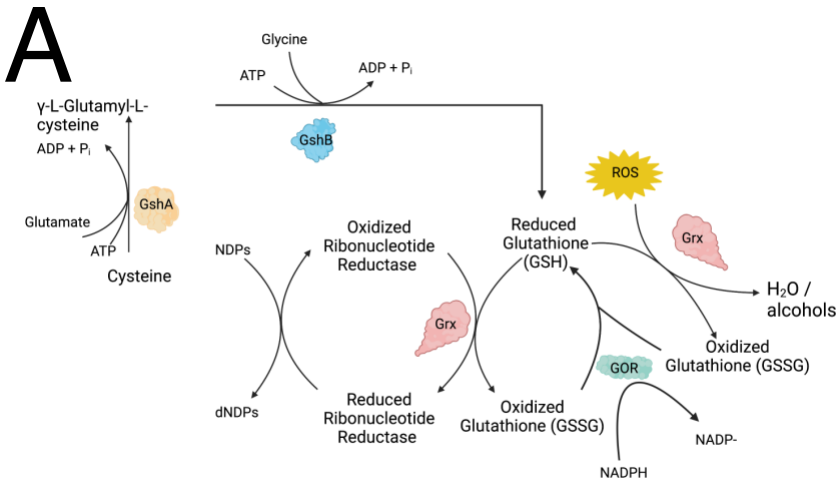 A
Glycine
ATP
ADP + Pᵢ
γ-L-Glutamyl-L-
cysteine
ADP + Pᵢ
GshB
GshA
Glutamate
ATP
Cysteine
ROS
Grx
NDPs
Oxidized
Ribonucleotide
Reductase
Reduced
Glutathione
(GSH)
H₂O /
alcohols
Grx
Oxidized
Glutathione (GSSG)
GOR
dNDPs
Reduced
Ribonucleotide
Reductase
Oxidized
Glutathione (GSSG)
NADP-
NADPH